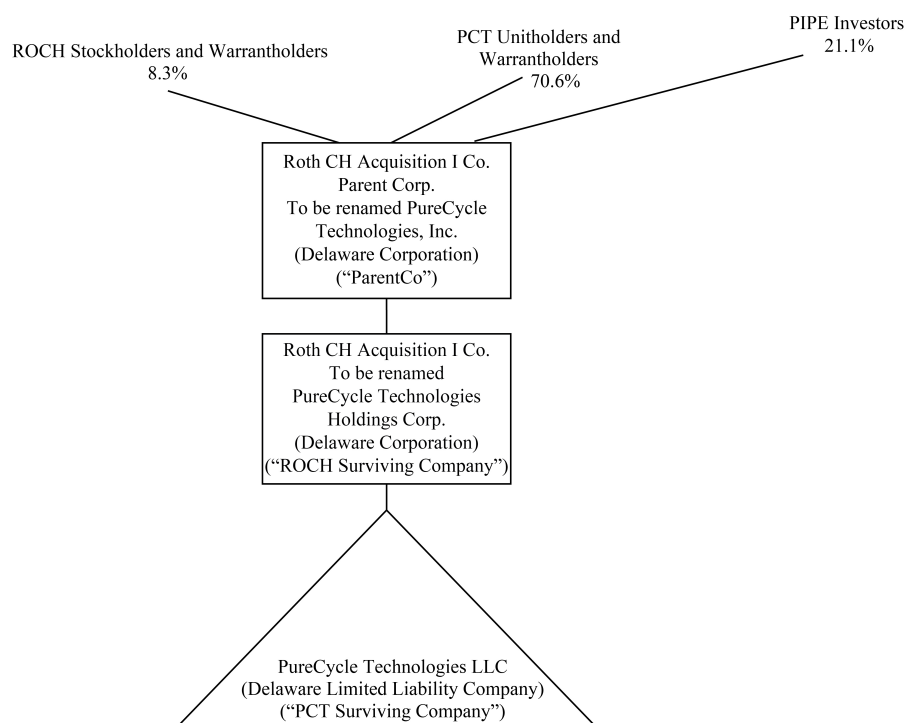 ROCH Stockholders and Warrantholders
8.3%
PCT Unitholders and
Warrantholders
70.6%
PIPE Investors
21.1%
Roth CH Acquisition I Co.
Parent Corp.
To be renamed PureCycle
Technologies, Inc.
(Delaware Corporation)
(“ParentCo”)
Roth CH Acquisition I Co.
To be renamed
PureCycle Technologies
Holdings Corp.
(Delaware Corporation)
(“ROCH Surviving Company”)
PureCycle Technologies LLC
(Delaware Limited Liability Company)
(“PCT Surviving Company”)